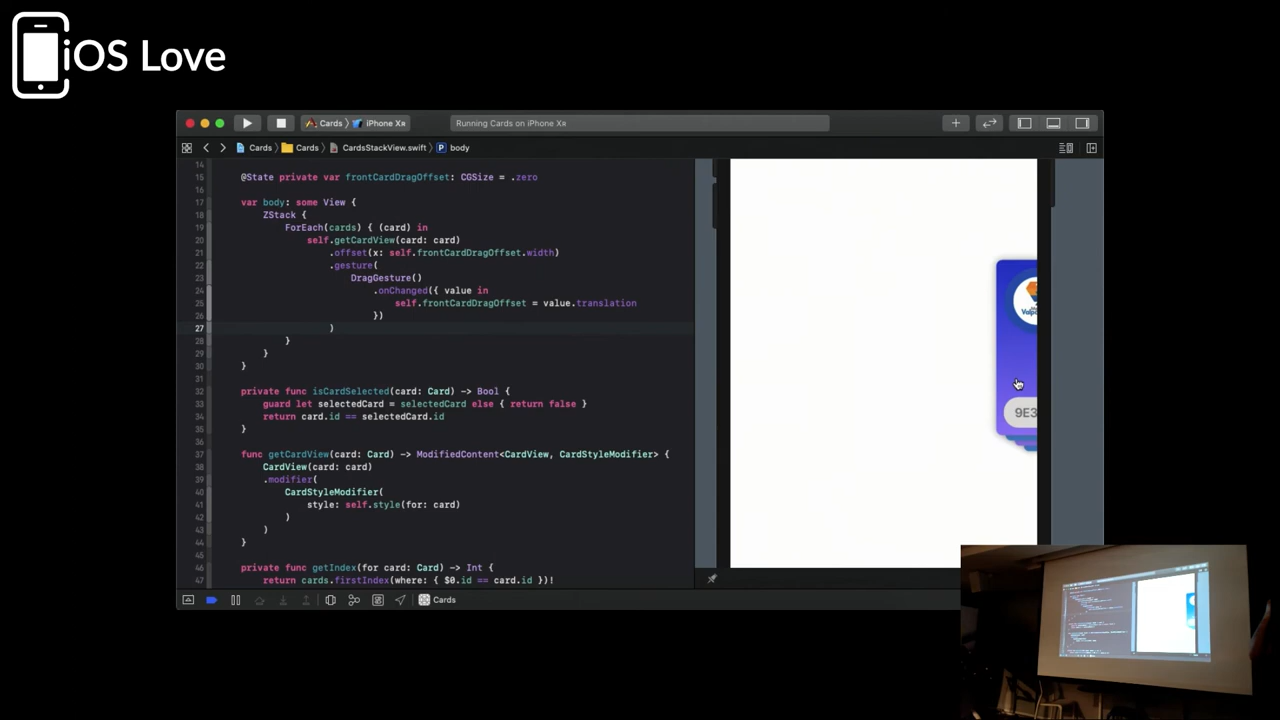 iOS Love
Cards
iPhone Xʀ
Running Cards on iPhone Xʀ
Cards
Cards
CardsStackView.swift
P
body
14
15 @State private var frontCardDragOffset: CGSize = .zero
16
17 var body: some View {
18 ZStack {
19 ForEach(cards) { (card) in
20 self.getCardView(card: card)
21 .offset(x: self.frontCardDragOffset.width)
22 .gesture(
23 DragGesture()
24 .onChanged({ value in
25 self.frontCardDragOffset = value.translation
26 })
27 )
28 }
29 }
30 }
31
32 private func isCardSelected(card: Card) -> Bool {
33 guard let selectedCard = selectedCard else { return false }
34 return card.id == selectedCard.id
35 }
36
37 func getCardView(card: Card) -> ModifiedContent<CardView, CardStyleModifier> {
38 CardView(card: card)
39 .modifier(
40 CardStyleModifier(
41 style: self.style(for: card)
42 )
43 )
44 }
45
46 private func getIndex(for card: Card) -> Int {
47 return cards.firstIndex(where: { $0.id == card.id })!
9E3
Cards